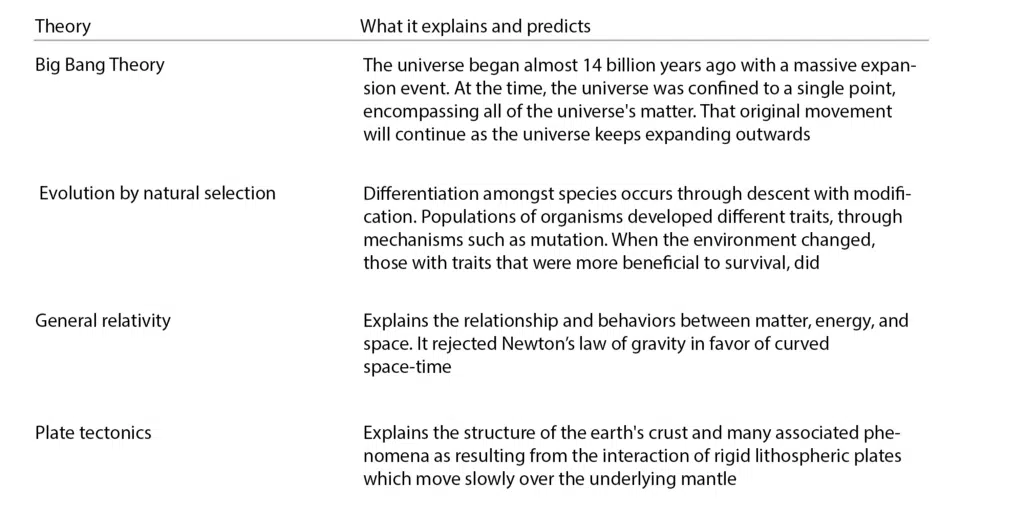 Theory What it explains and predicts
Big Bang Theory The universe began almost 14 billion years ago with a massive expan-
sion event. At the time, the universe was confined to a single point,
encompassing all of the universe's matter. That original movement
will continue as the universe keeps expanding outwards
Evolution by natural selection Differentiation amongst species occurs through descent with modifi-
cation. Populations of organisms developed different traits, through
mechanisms such as mutation. When the environment changed,
those with traits that were more beneficial to survival, did
General relativity Explains the relationship and behaviors between matter, energy, and
space. It rejected Newton’s law of gravity in favor of curved
space-time
Plate tectonics Explains the structure of the earth's crust and many associated phe-
nomena as resulting from the interaction of rigid lithospheric plates
which move slowly over the underlying mantle